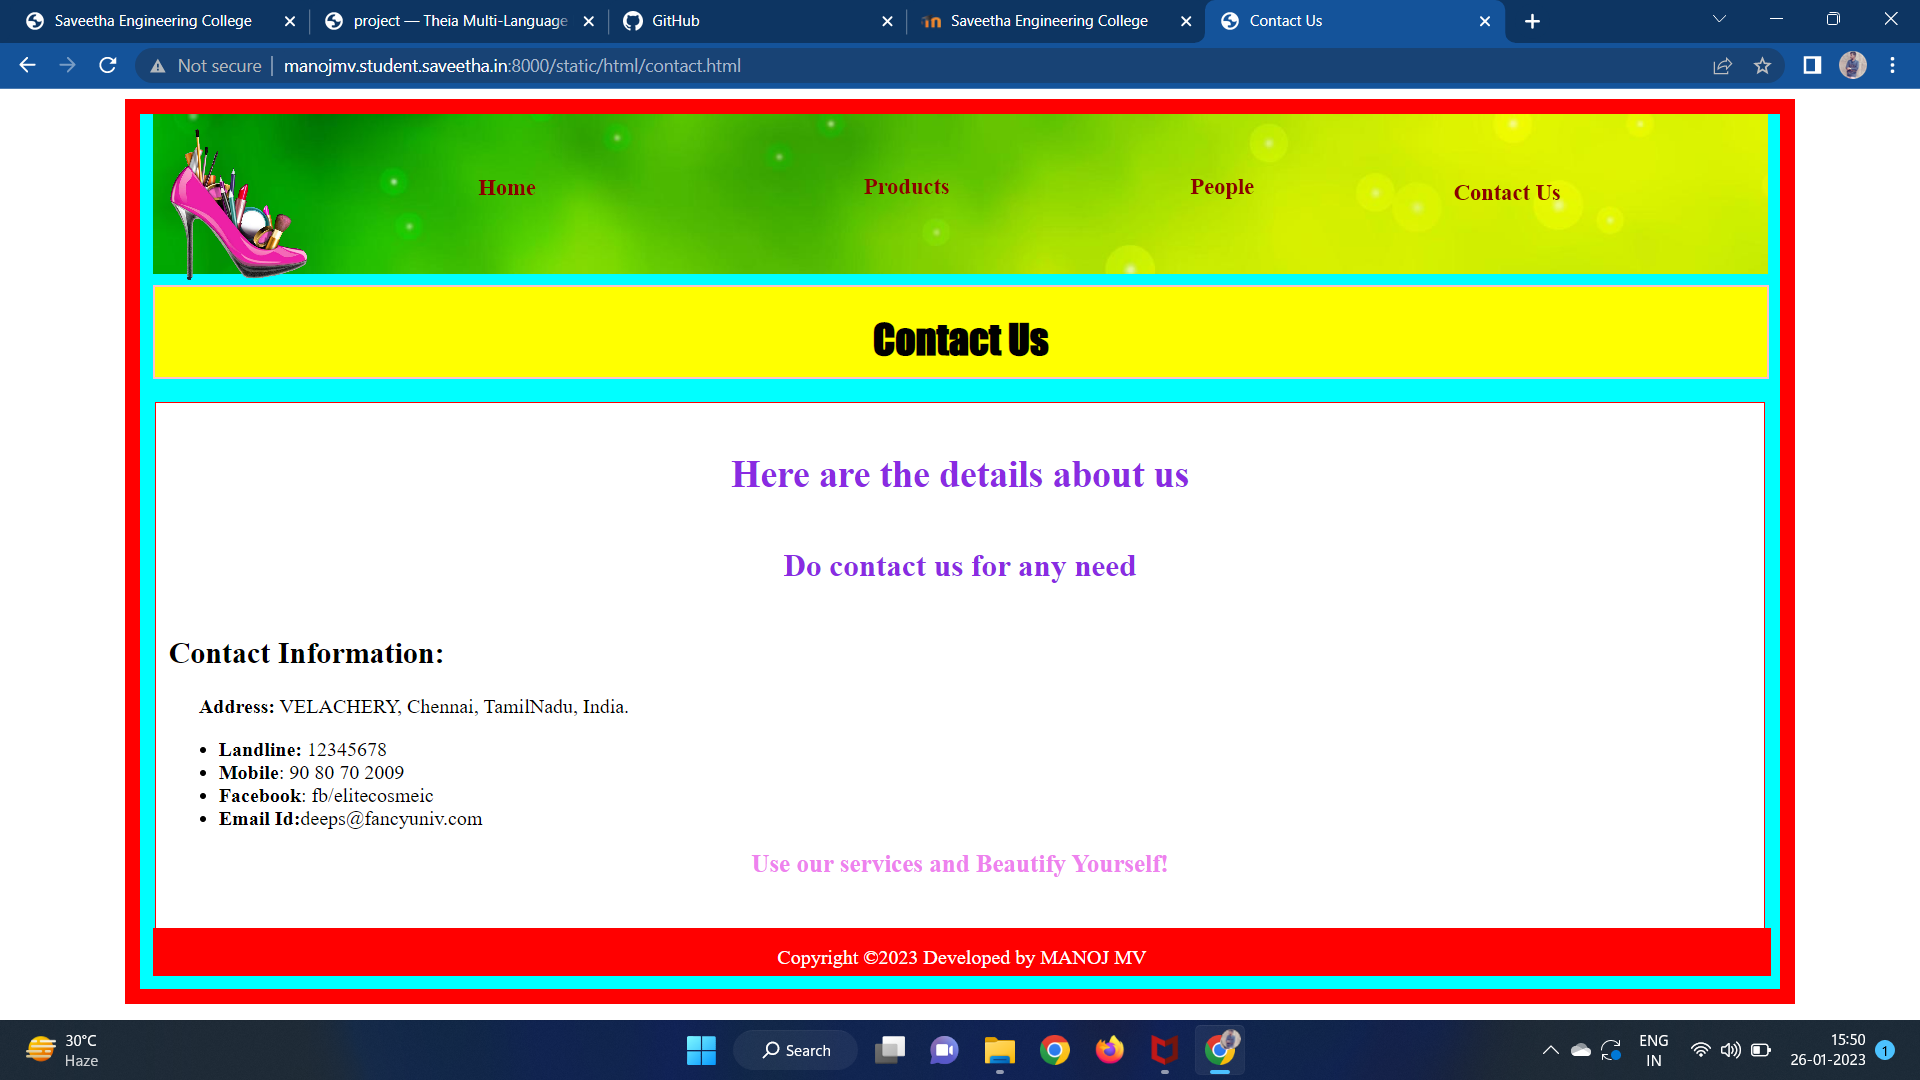 Saveetha Engineering College
project — Theia Multi-Language
GitHub
Saveetha Engineering College
Contact Us
Not secure
manojmv.student.saveetha.in:8000/static/html/contact.html
Home
Products
People
Contact Us
Contact Us
Here are the details about us
Do contact us for any need
Contact Information:
Address: VELACHERY, Chennai, TamilNadu, India.
• Landline: 12345678
• Mobile: 90 80 70 2009
• Facebook: fb/elitecosmeic
• Email Id:deeps@fancyuniv.com
Use our services and Beautify Yourself!
Copyright ©2023 Developed by MANOJ MV
30°C
Haze
Search
ENG
IN
15:50
26-01-2023
1